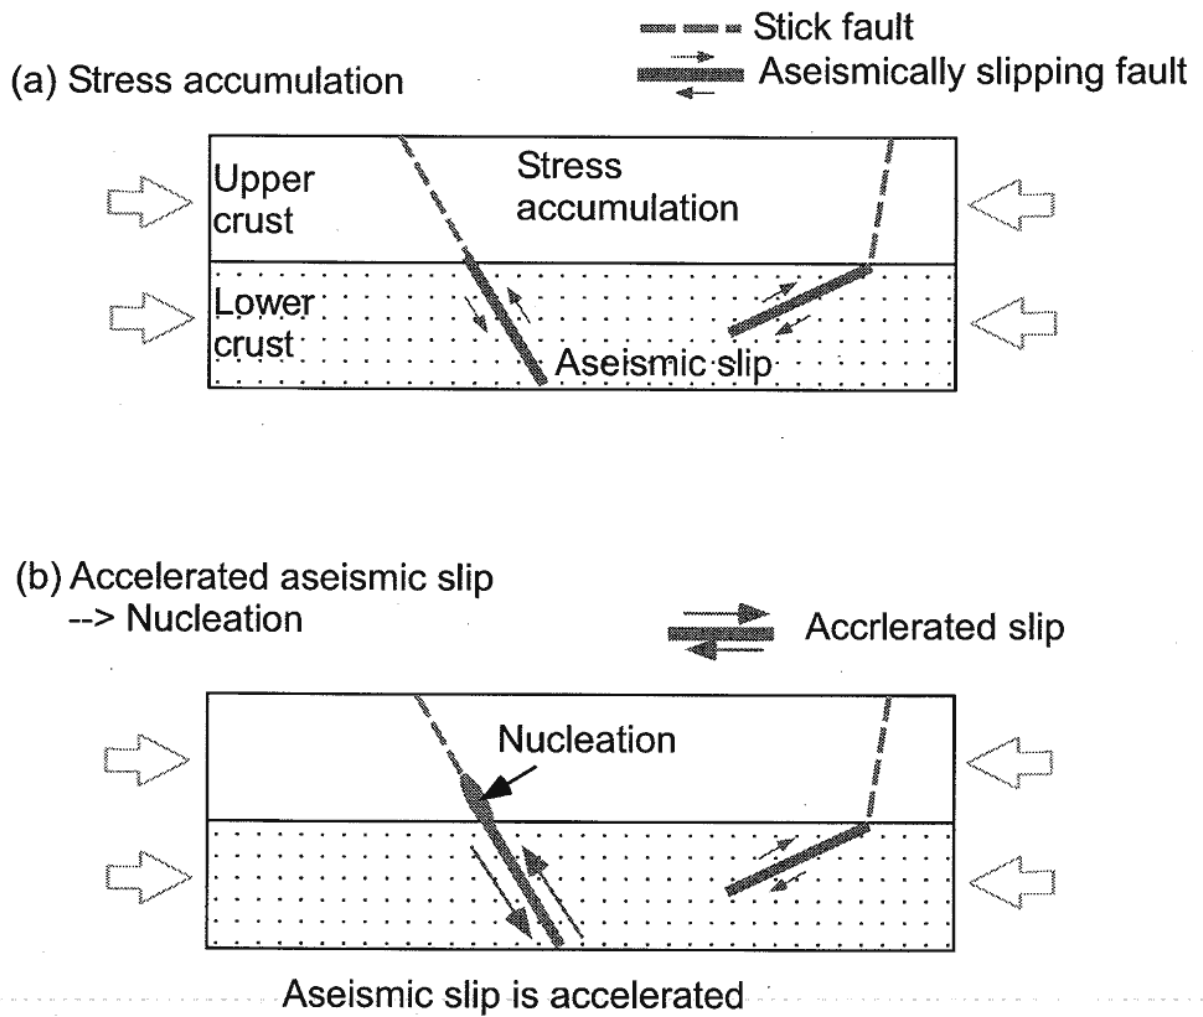 Stick fault
Aseismically slipping fault
(a) Stress accumulation
Upper
crust
Stress
accumulation
Lower
crust
Aseismic slip
(b) Accelerated aseismic slip
--> Nucleation
Accrlerated slip
Nucleation
Aseismic slip is accelerated